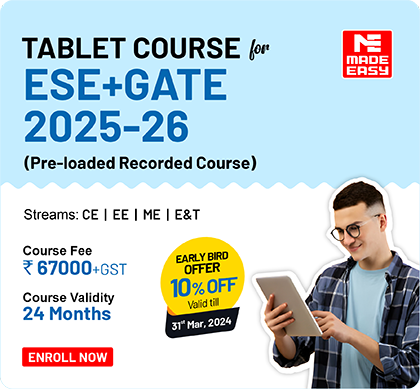 TABLET COURSE for
ESE+GATE
2025-26
(Pre-loaded Recorded Course)
ME
MADE
EASY
Streams: CE | EE | ME | E&T
Course Fee
₹ 67000+GST
Course Validity
24 Months
EARLY BIRD
OFFER
10% OFF
Valid till
31st Mar, 2024
ENROLL NOW